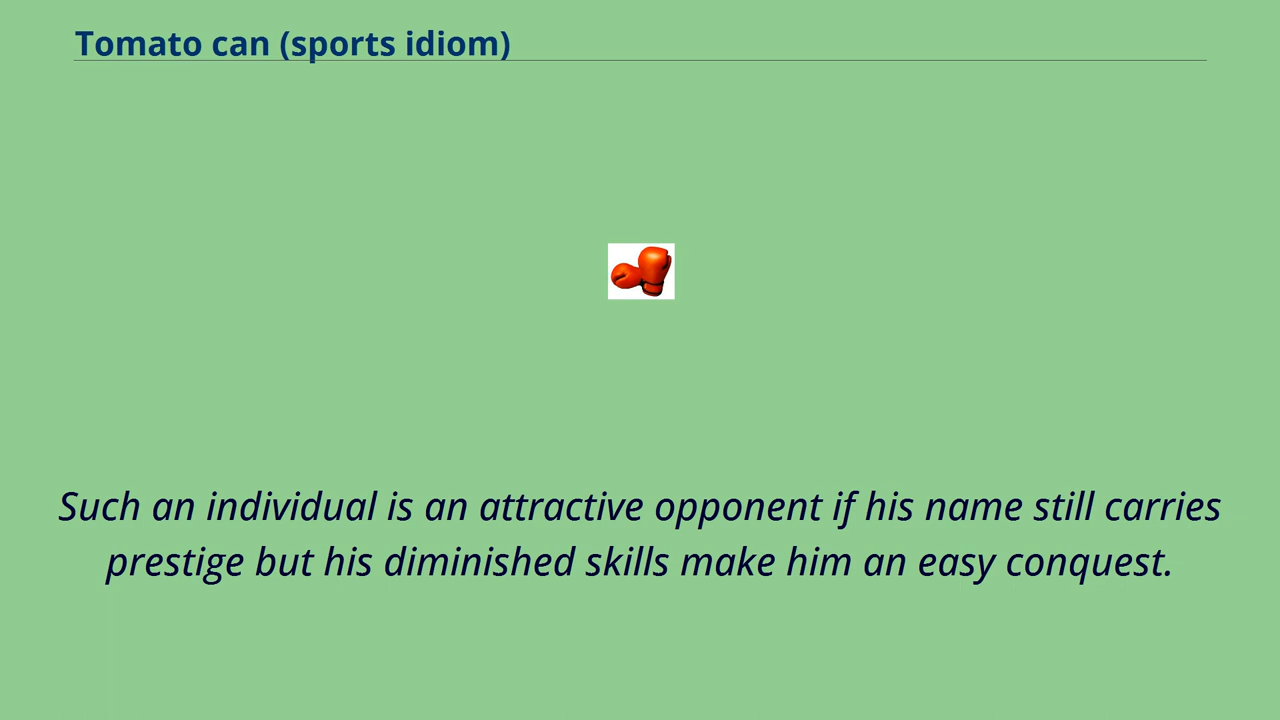 Tomato can (sports idiom)
Such an individual is an attractive opponent if his name still carries
prestige but his diminished skills make him an easy conquest.